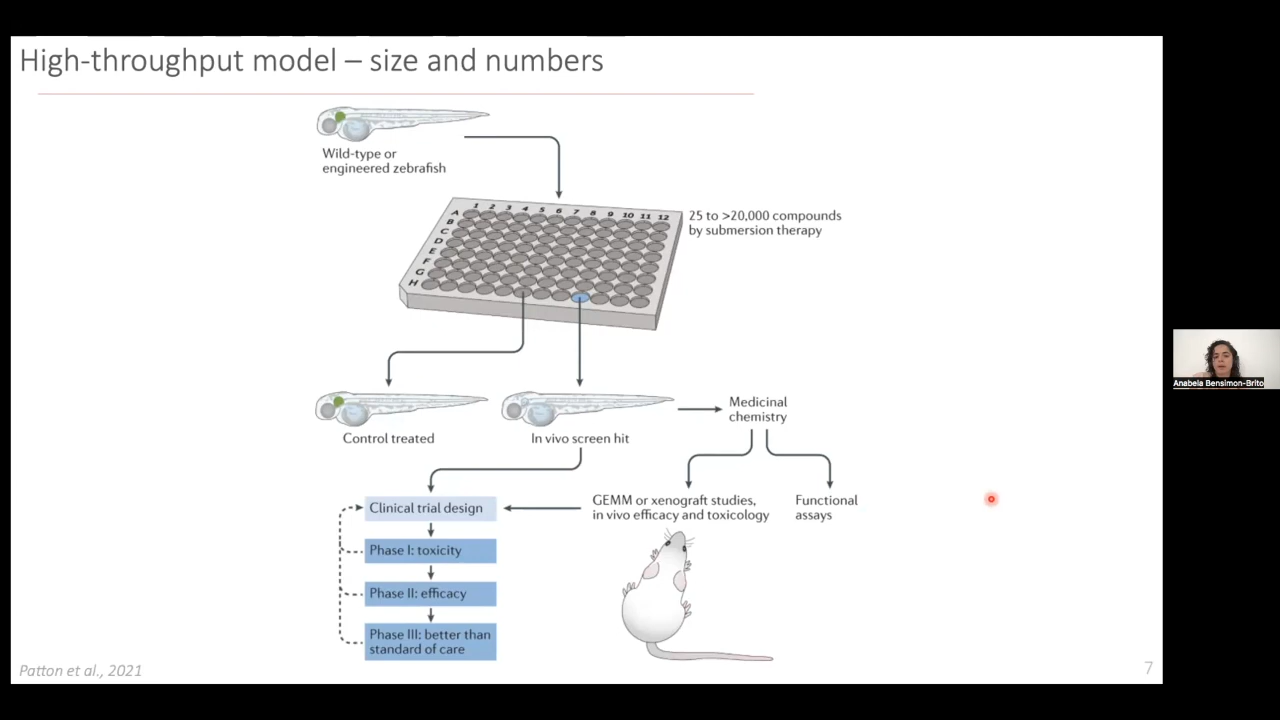 High-throughput model – size and numbers
Wild-type or
engineered zebrafish
1 2 3 4 5 6 7 8 9 10 11 12
A
B
C
D
E
F
G
H
25 to >20,000 compounds
by submersion therapy
Control treated
In vivo screen hit
Medicinal
chemistry
Clinical trial design
GEMM or xenograft studies,
in vivo efficacy and toxicology
Functional
assays
Phase I: toxicity
Phase II: efficacy
Phase III: better than
standard of care
Patton et al., 2021
7
Anabela Bensimon-Brito